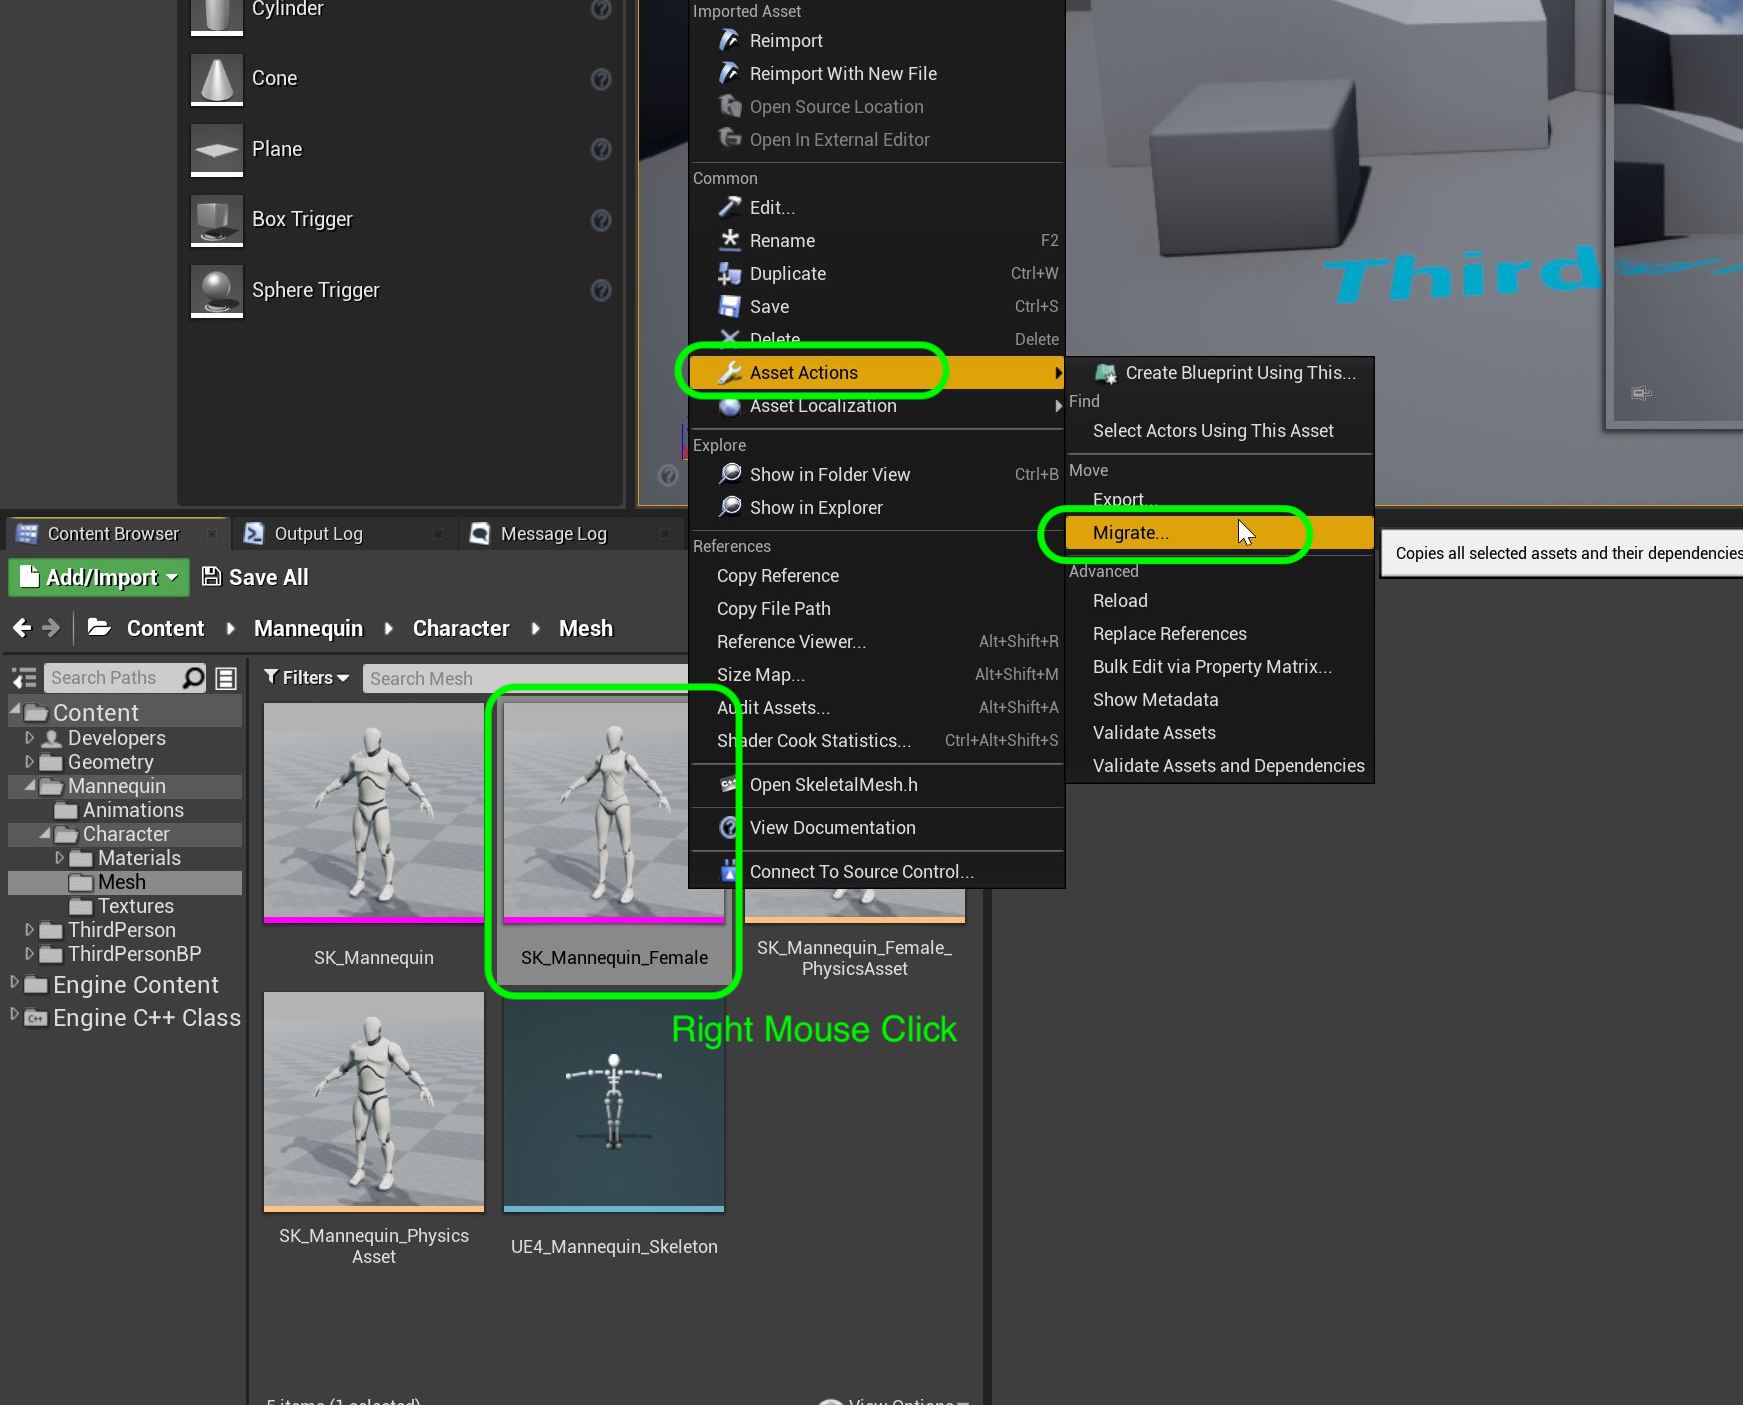 Cylinder
Cone
Plane
Box Trigger
Sphere Trigger
Imported Asset
Reimport
Reimport With New File
Open Source Location
Open In External Editor
Common
Edit...
Rename F2
Duplicate Ctrl+W
Save Ctrl+S
Delete Delete
Asset Actions
Asset Localization
Explore
Show in Folder View Ctrl+B
Show in Explorer
References
Copy Reference
Copy File Path
Reference Viewer... Alt+Shift+R
Size Map... Alt+Shift+M
Audit Assets... Alt+Shift+A
Shader Cook Statistics... Ctrl+Alt+Shift+S
Open SkeletalMesh.h
View Documentation
Connect To Source Control...
Create Blueprint Using This...
Find
Select Actors Using This Asset
Move
Export...
Migrate...
Advanced
Reload
Replace References
Bulk Edit via Property Matrix...
Show Metadata
Validate Assets
Validate Assets and Dependencies
Copies all selected assets and their dependencies
Third
Content Browser Output Log Message Log
Add/Import Save All
Content Mannequin Character Mesh
Search Paths Filters Search Mesh
Content
Developers
Geometry
Mannequin
Animations
Character
Materials
Mesh
Textures
ThirdPerson
ThirdPersonBP
Engine Content
C++ Engine C++ Class
SK_Mannequin
SK_Mannequin_Female
SK_Mannequin_Female_
PhysicsAsset
Right Mouse Click
SK_Mannequin_Physics
Asset
UE4_Mannequin_Skeleton
5 items (1 selected) View Options